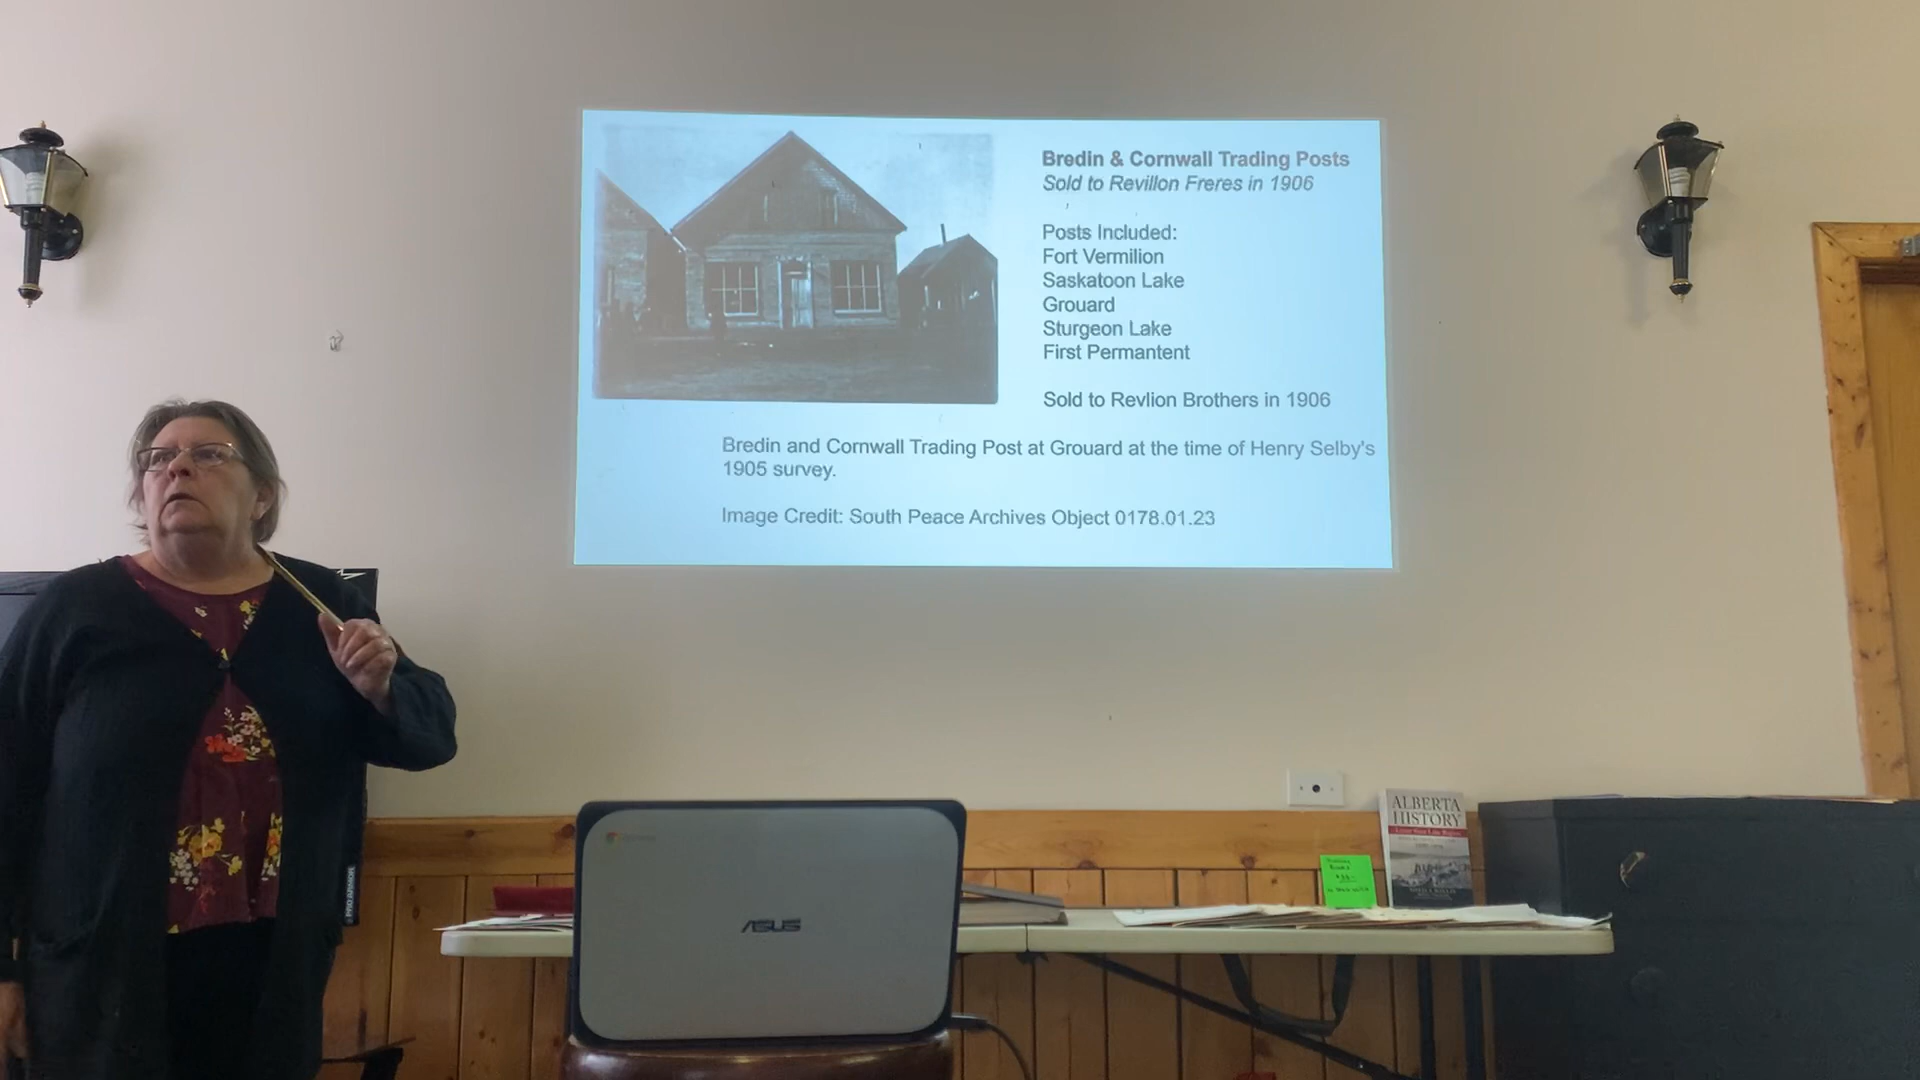 Bredin & Cornwall Trading Posts
Sold to Revillon Freres in 1906
Posts Included:
Fort Vermilion
Saskatoon Lake
Grouard
Sturgeon Lake
First Permantent
Sold to Revlion Brothers in 1906
Bredin and Cornwall Trading Post at Grouard at the time of Henry Selby's
1905 survey.
Image Credit: South Peace Archives Object 0178.01.23
ALBERTA
HISTORY
ASUS
PROARMOR